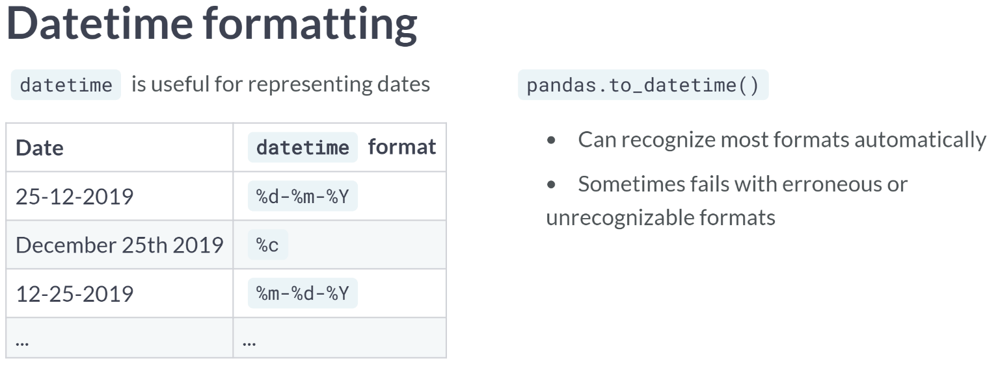 Datetime formatting
datetime is useful for representing dates
Date datetime format
25-12-2019 %d-%m-%Y
December 25th 2019 %c
12-25-2019 %m-%d-%Y
... ...
pandas.to_datetime()
• Can recognize most formats automatically
• Sometimes fails with erroneous or
unrecognizable formats